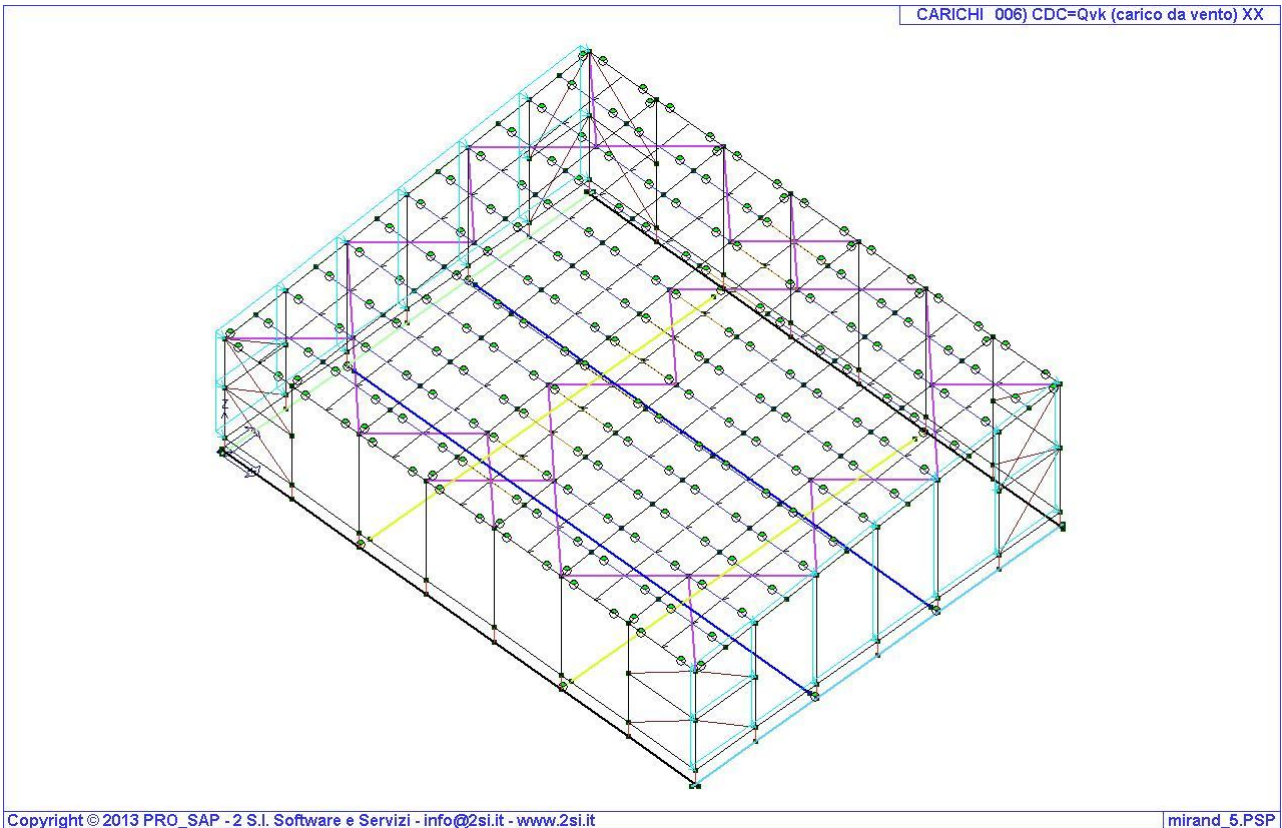 CARICHI 006) CDC=Qvk (carico da vento) XX
Copyright © 2013 PRO_SAP - 2 S.I. Software e Servizi - info@2si.it - www.2si.it
mirand_5.PSP